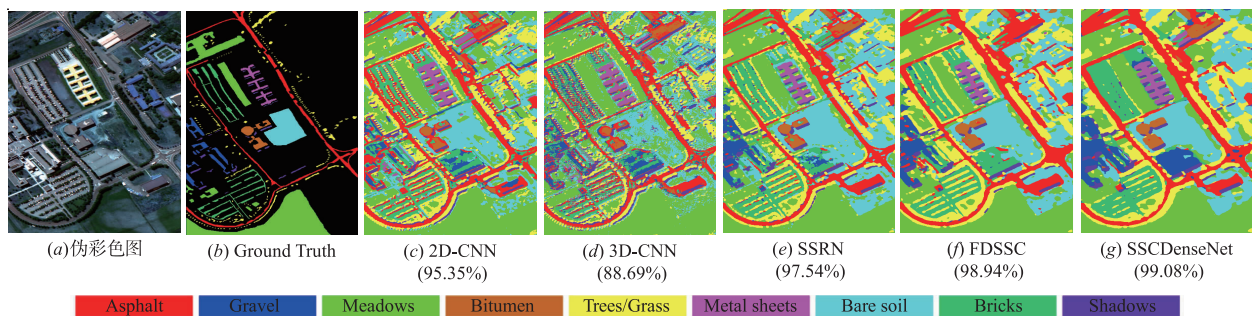 (a)伪彩色图
(b) Ground Truth
(c) 2D-CNN
(95.35%)
(d) 3D-CNN
(88.69%)
(e) SSRN
(97.54%)
(f) FDSSC
(98.94%)
(g) SSCDenseNet
(99.08%)
Asphalt Gravel Meadows Bitumen Trees/Grass Metal sheets Bare soil Bricks Shadows